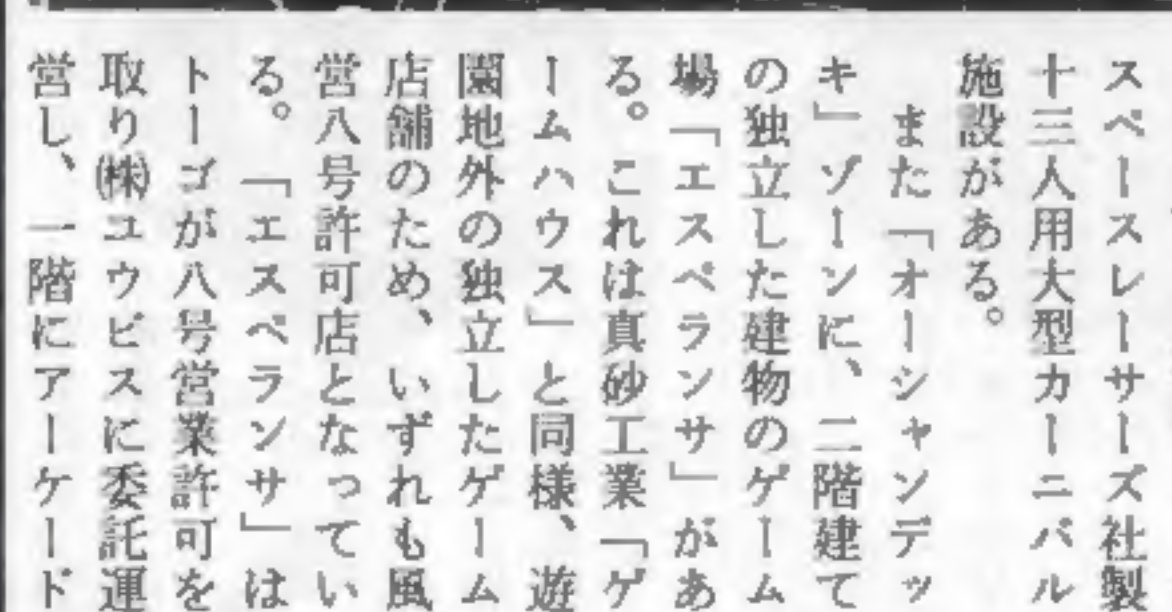 スペースレーサーズ社製
十三人用大型カーニバル
施設がある。
また「オーシャンデッ
キ」ゾーンに、二階建て
の独立した建物のゲーム
場「エスペランサ」があ
る。これは真砂工業「ゲ
ームハウス」と同様、遊
園地外の独立したゲーム
店舗のため、いずれも風
営八号許可店となってい
る。「エスペランサ」は
トーゴが八号営業許可を
取り㈱ユウビスに委託運
営し、一階にアーケード